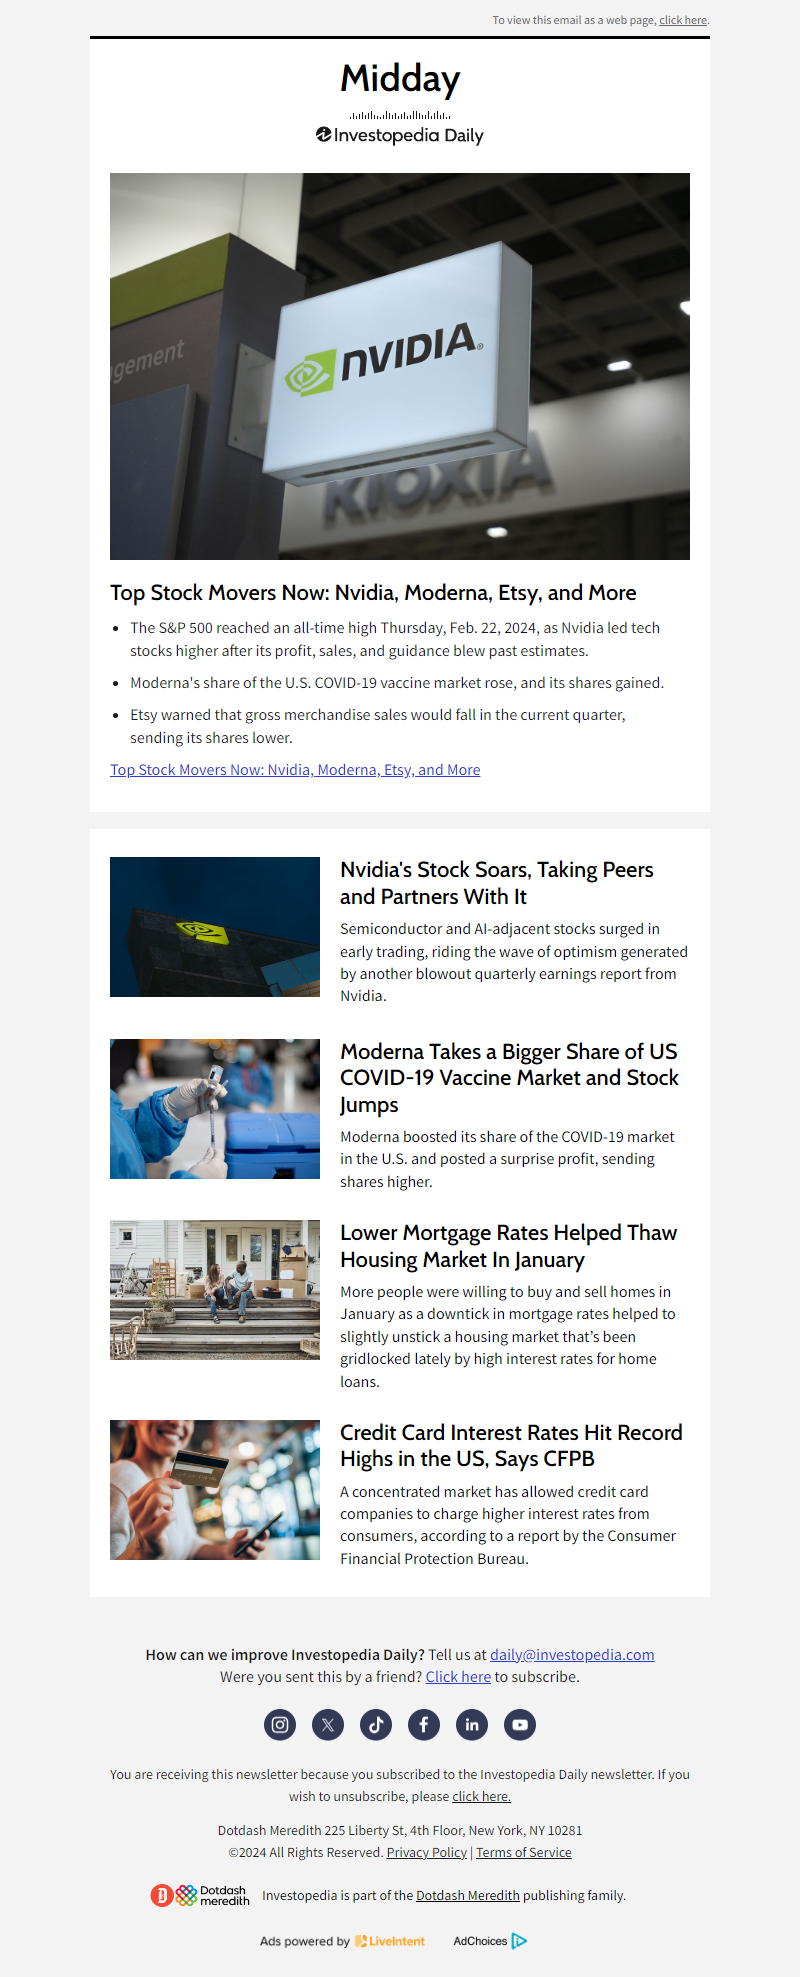 To view this email as a web page, click here.
Midday
Investopedia Daily
gement
nVIDIA®
KIOXIA
Top Stock Movers Now: Nvidia, Moderna, Etsy, and More
• The S&P 500 reached an all-time high Thursday, Feb. 22, 2024, as Nvidia led tech
stocks higher after its profit, sales, and guidance blew past estimates.
• Moderna's share of the U.S. COVID-19 vaccine market rose, and its shares gained.
• Etsy warned that gross merchandise sales would fall in the current quarter,
sending its shares lower.
Top Stock Movers Now: Nvidia, Moderna, Etsy, and More
Nvidia's Stock Soars, Taking Peers
and Partners With It
Semiconductor and AI-adjacent stocks surged in
early trading, riding the wave of optimism generated
by another blowout quarterly earnings report from
Nvidia.
Moderna Takes a Bigger Share of US
COVID-19 Vaccine Market and Stock
Jumps
Moderna boosted its share of the COVID-19 market
in the U.S. and posted a surprise profit, sending
shares higher.
Lower Mortgage Rates Helped Thaw
Housing Market In January
More people were willing to buy and sell homes in
January as a downtick in mortgage rates helped to
slightly unstick a housing market that’s been
gridlocked lately by high interest rates for home
loans.
Credit Card Interest Rates Hit Record
Highs in the US, Says CFPB
A concentrated market has allowed credit card
companies to charge higher interest rates from
consumers, according to a report by the Consumer
Financial Protection Bureau.
How can we improve Investopedia Daily? Tell us at daily@investopedia.com
Were you sent this by a friend? Click here to subscribe.
You are receiving this newsletter because you subscribed to the Investopedia Daily newsletter. If you
wish to unsubscribe, please click here.
Dotdash Meredith 225 Liberty St, 4th Floor, New York, NY 10281
©2024 All Rights Reserved. Privacy Policy | Terms of Service
Dotdash
meredith
Investopedia is part of the Dotdash Meredith publishing family.
Ads powered by LiveIntent
AdChoices